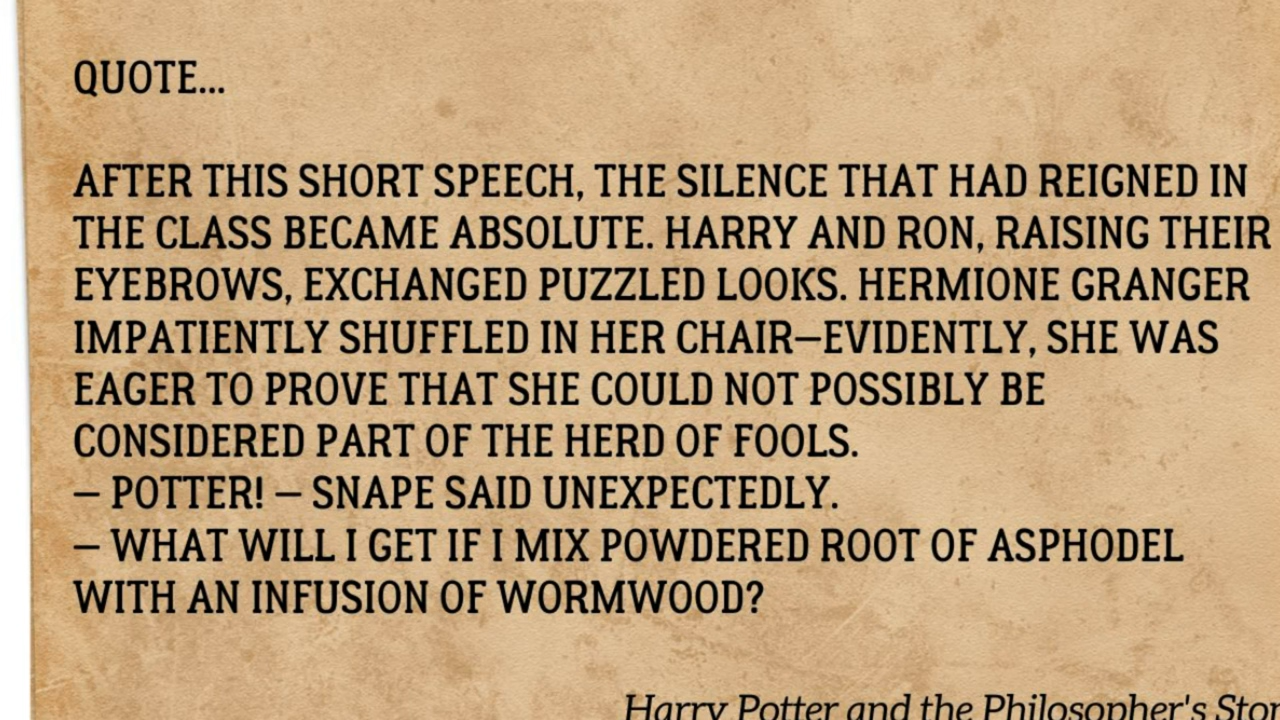 QUOTE...
AFTER THIS SHORT SPEECH, THE SILENCE THAT HAD REIGNED IN
THE CLASS BECAME ABSOLUTE. HARRY AND RON, RAISING THEIR
EYEBROWS, EXCHANGED PUZZLED LOOKS. HERMIONE GRANGER
IMPATIENTLY SHUFFLED IN HER CHAIR—EVIDENTLY, SHE WAS
EAGER TO PROVE THAT SHE COULD NOT POSSIBLY BE
CONSIDERED PART OF THE HERD OF FOOLS.
— POTTER! — SNAPE SAID UNEXPECTEDLY.
— WHAT WILL I GET IF I MIX POWDERED ROOT OF ASPHODEL
WITH AN INFUSION OF WORMWOOD?
Harry Potter and the Philosopher's